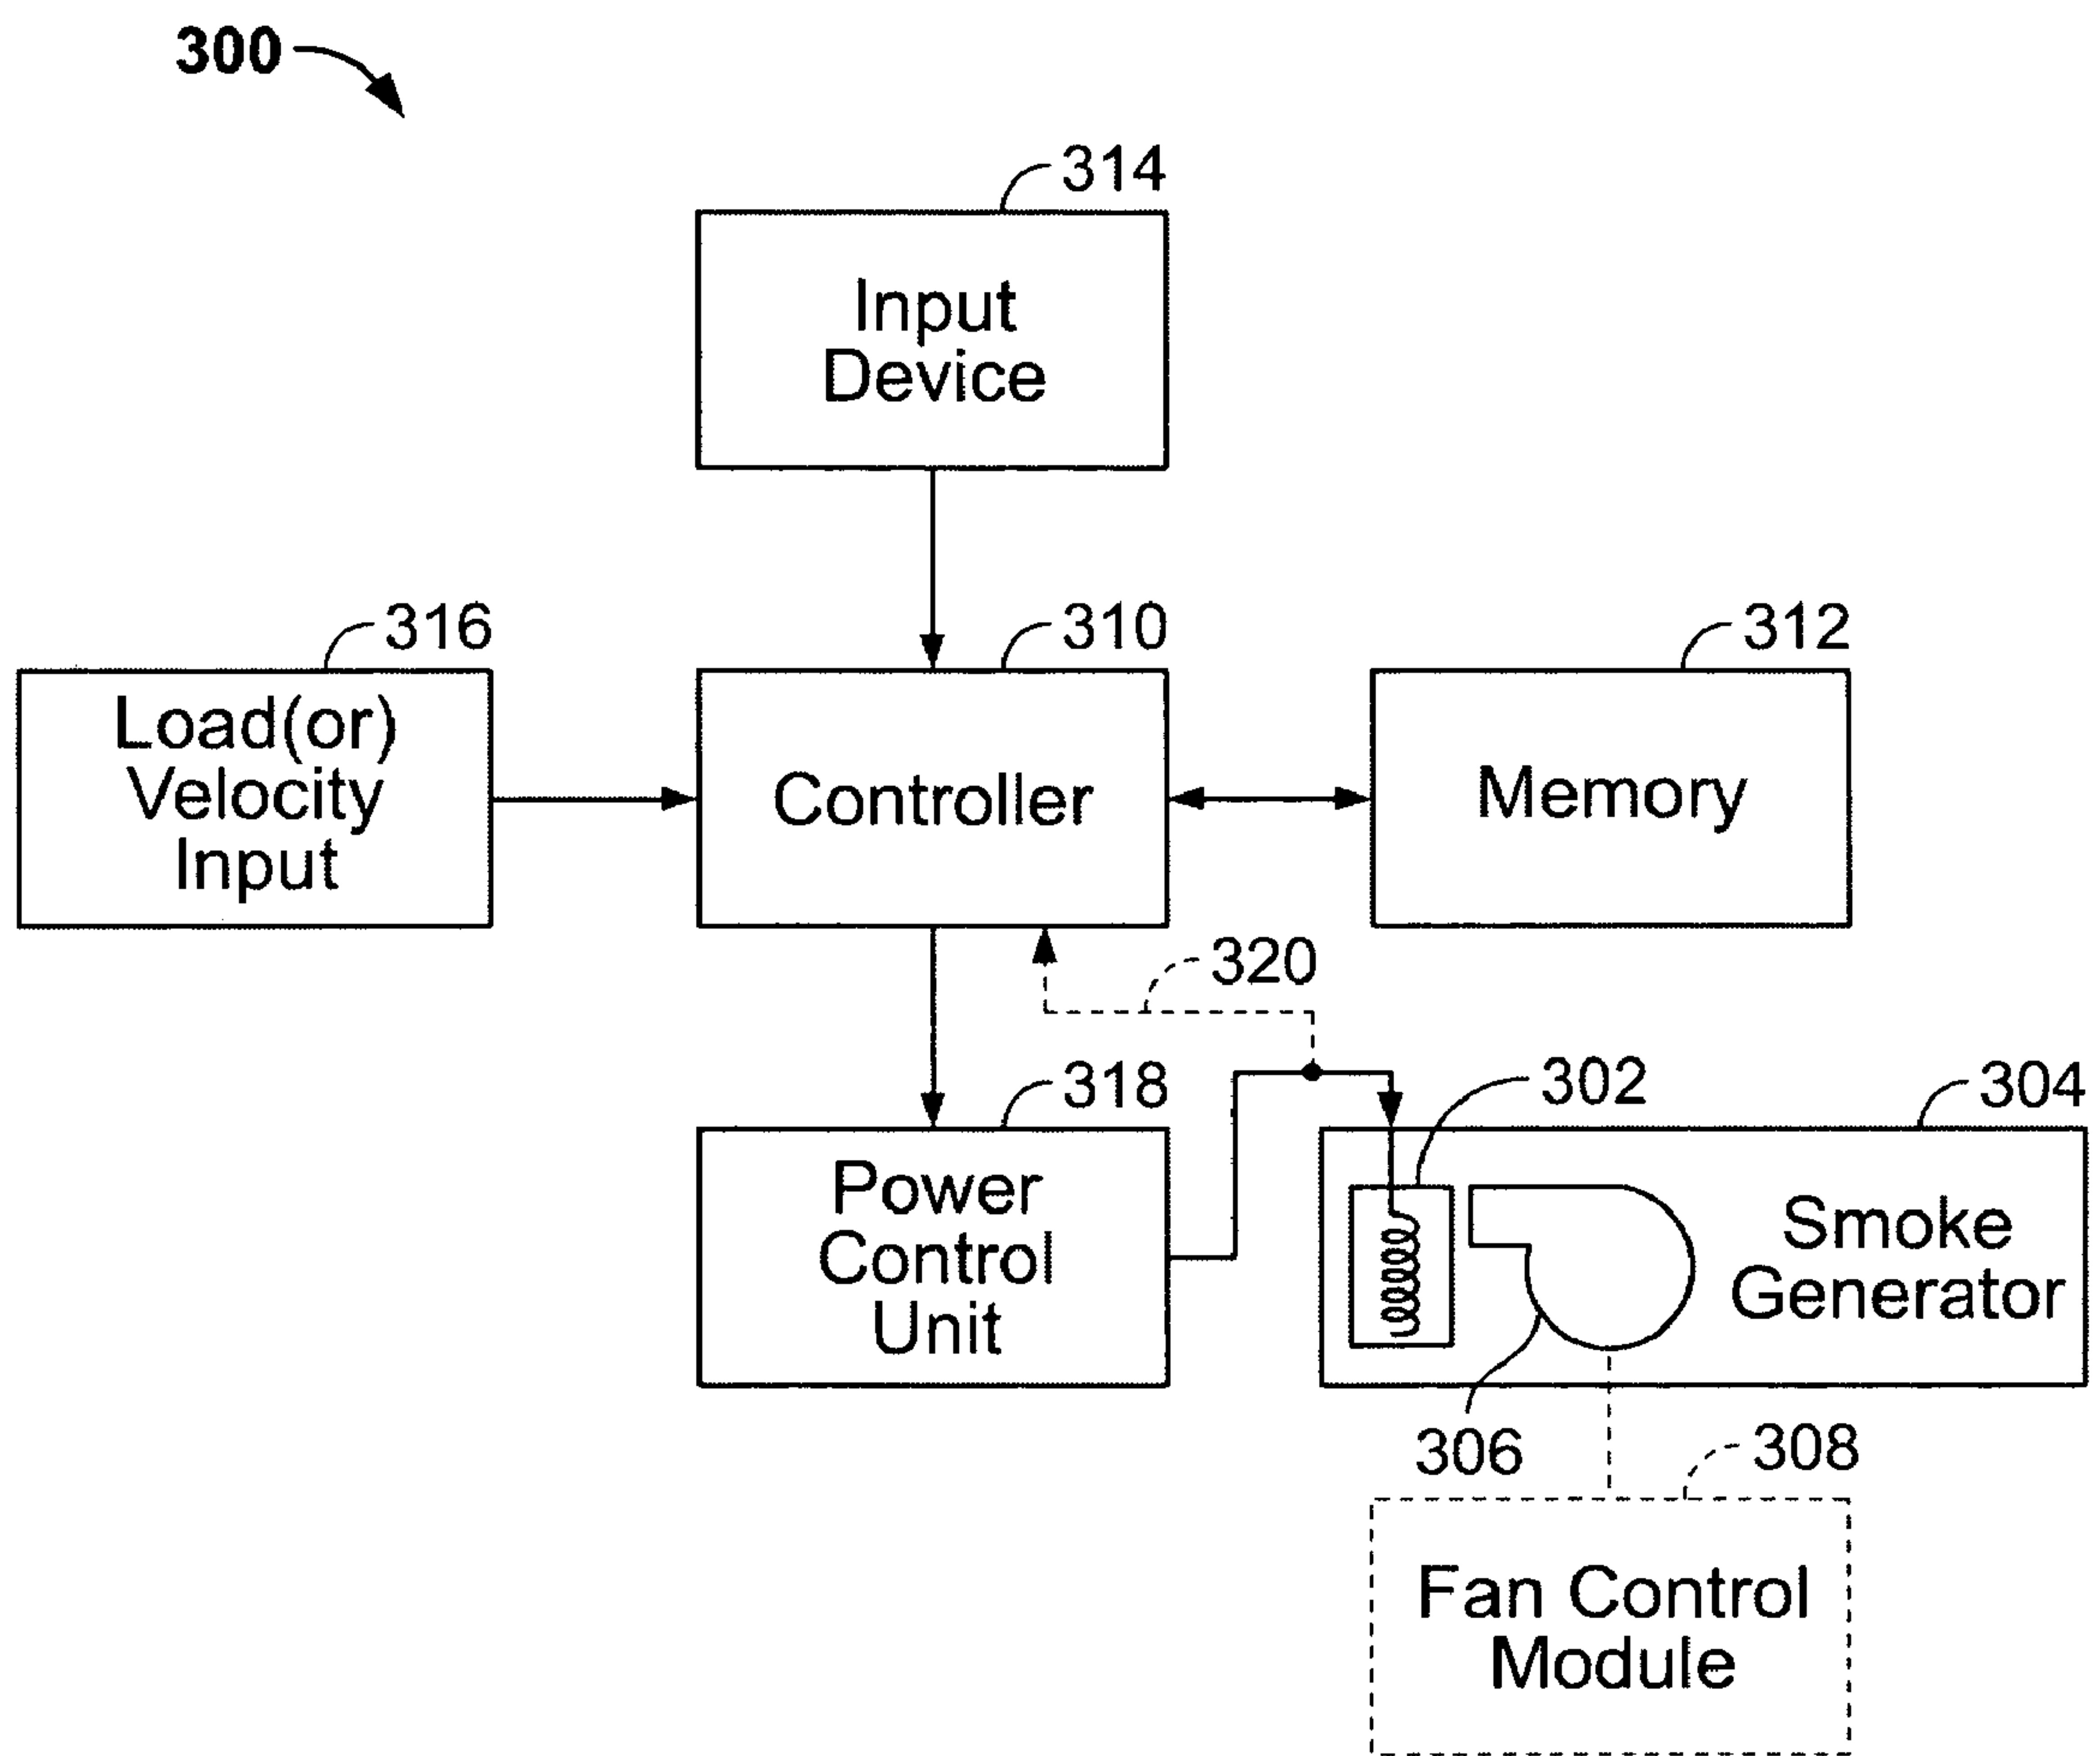 300
314
Input
Device
316
310
312
Load(or)
Velocity
Input
Controller
Memory
320
318
302
304
Power
Control
Unit
Smoke
Generator
306
308
Fan Control
Module